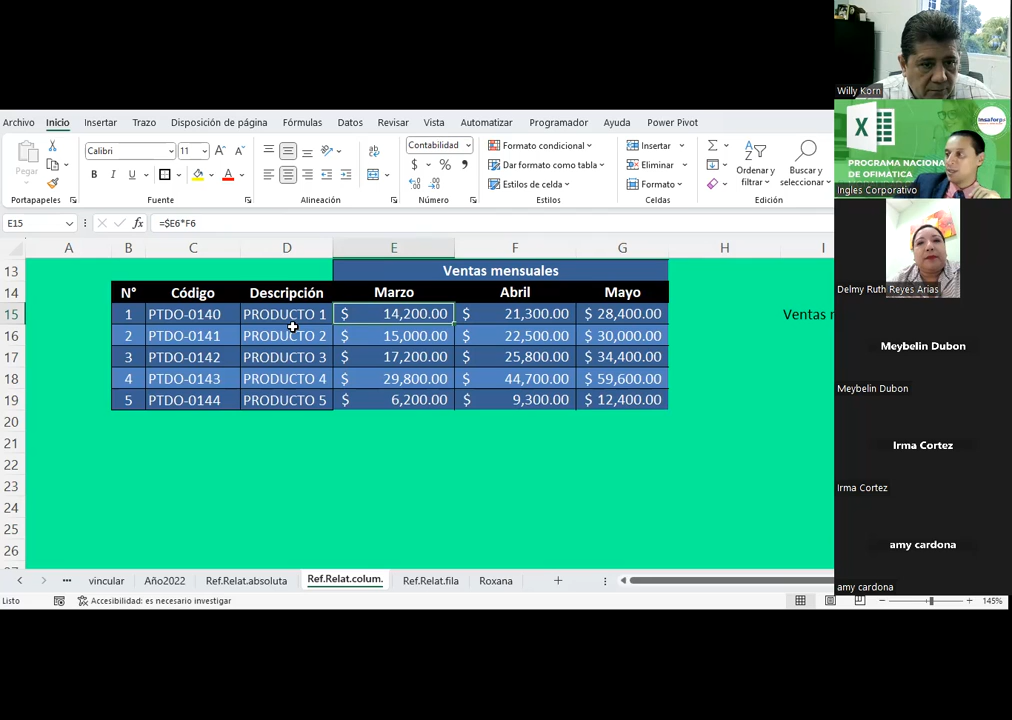 Archivo Inicio Insertar Trazo Disposición de página Fórmulas Datos Revisar Vista Automatizar Programador Ayuda Power Pivot
Pegar
Portapapeles
Calibri 11
N K S
Fuente
ab
Alineación
Contabilidad
$ % 
Número
Formato condicional
Dar formato como tabla
Estilos de celda
Estilos
Insertar
Eliminar
Formato
Celdas
Ordenar y filtrar
Buscar y seleccionar
Edición
E15 fx =$E6*F6
A B C D E F G H I
13 Ventas mensuales
14 N° Código Descripción Marzo Abril Mayo
15 1 PTDO-0140 PRODUCTO 1 $ 14,200.00 $ 21,300.00 $ 28,400.00 Ventas
16 2 PTDO-0141 PRODUCTO 2 $ 15,000.00 $ 22,500.00 $ 30,000.00
17 3 PTDO-0142 PRODUCTO 3 $ 17,200.00 $ 25,800.00 $ 34,400.00
18 4 PTDO-0143 PRODUCTO 4 $ 29,800.00 $ 44,700.00 $ 59,600.00
19 5 PTDO-0144 PRODUCTO 5 $ 6,200.00 $ 9,300.00 $ 12,400.00
20
21
22
23
24
25
26
vincular Año2022 Ref.Relat.absoluta Ref.Relat.colum. Ref.Relat.fila Roxana
Listo Accesibilidad: es necesario investigar 145%
Willy Korn
X
Insaforp
PROGRAMA NACIONA
DE OFIMÁTICA
Ingles Corporativo
Delmy Ruth Reyes Arias
Meybelin Dubon
Meybelin Dubon
Irma Cortez
Irma Cortez
amy cardona
amy cardona